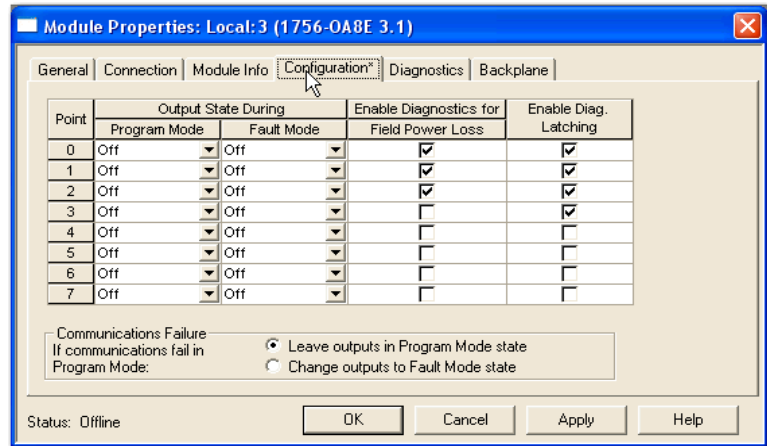 Module Properties: Local:3 (1756-OA8E 3.1)
General Connection Module Info Configuration* Diagnostics Backplane
Point Output State During Enable Diagnostics for Enable Diag. Latching
Program Mode Fault Mode Field Power Loss
0 Off Off
1 Off Off
2 Off Off
3 Off Off
4 Off Off
5 Off Off
6 Off Off
7 Off Off
Communications Failure
If communications fail in Program Mode:
Leave outputs in Program Mode state
Change outputs to Fault Mode state
Status: Offline OK Cancel Apply Help